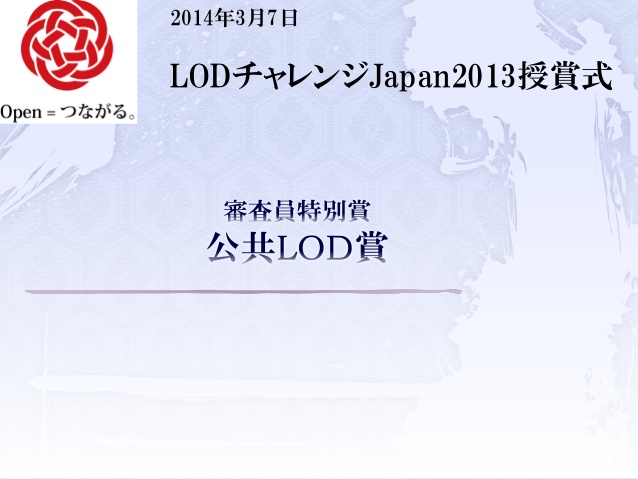 2014年3月7日
LODチャレンジJapan2013授賞式
Open = つながる。
審査員特別賞
公共LOD賞